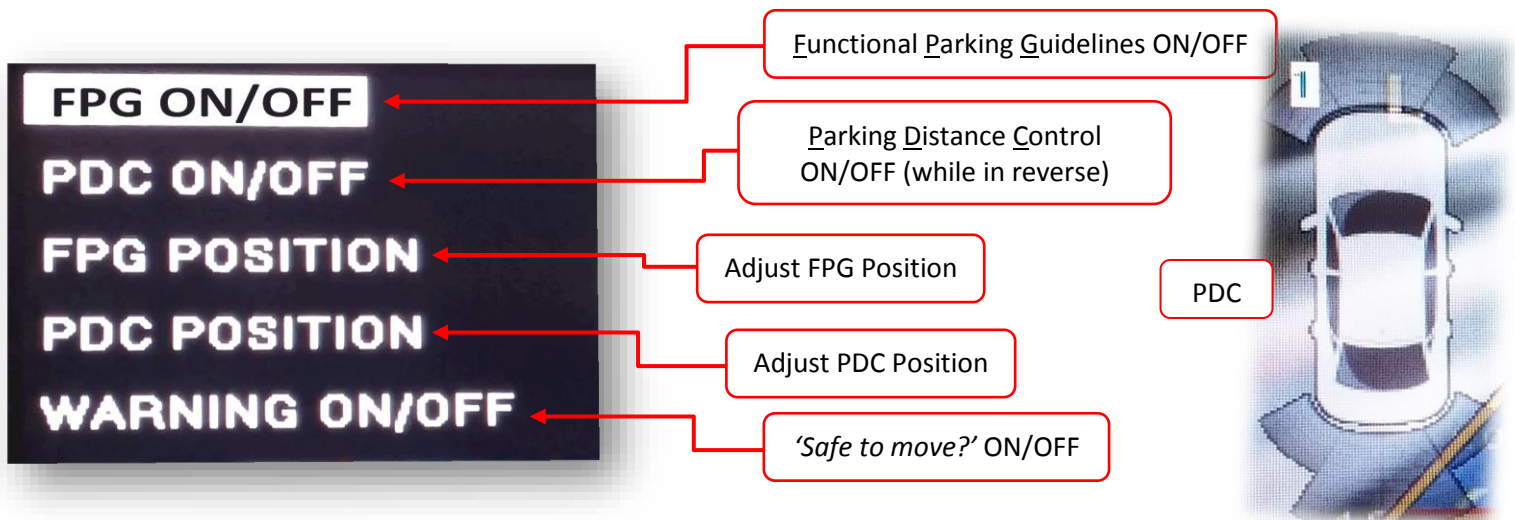 FPG ON/OFF
PDC ON/OFF
FPG POSITION
PDC POSITION
WARNING ON/OFF
Functional Parking Guidelines ON/OFF
Parking Distance Control
ON/OFF (while in reverse)
Adjust FPG Position
Adjust PDC Position
‘Safe to move?’ ON/OFF
PDC